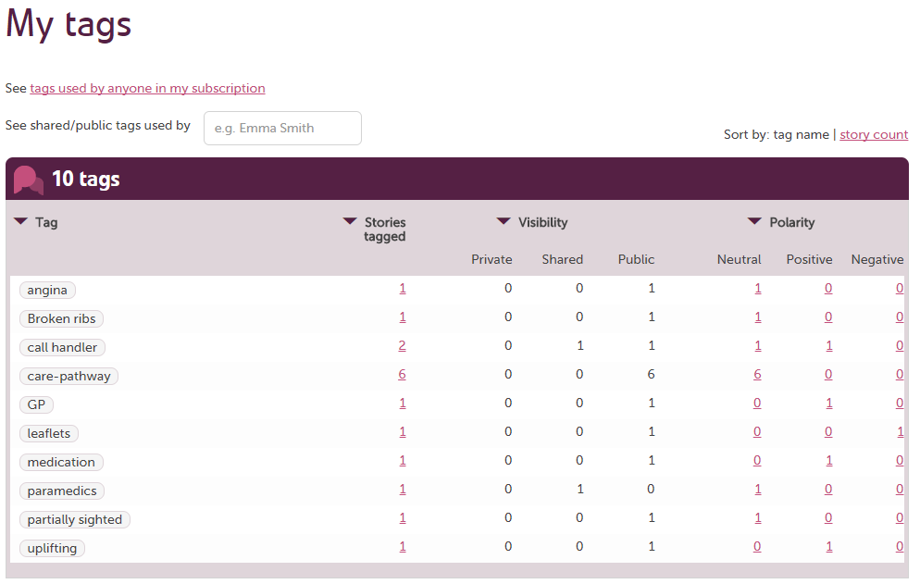 My tags
See tags used by anyone in my subscription
See shared/public tags used by e.g. Emma Smith
Sort by: tag name | story count
10 tags
Tag Stories tagged Visibility Polarity
Private Shared Public Neutral Positive Negative
angina 1 0 0 1 1 0 0
Broken ribs 1 0 0 1 1 0 0
call handler 2 0 1 1 1 1 0
care-pathway 6 0 0 6 6 0 0
GP 1 0 0 1 0 1 0
leaflets 1 0 0 1 0 0 1
medication 1 0 0 1 0 1 0
paramedics 1 0 1 0 1 0 0
partially sighted 1 0 0 1 1 0 0
uplifting 1 0 0 1 0 1 0